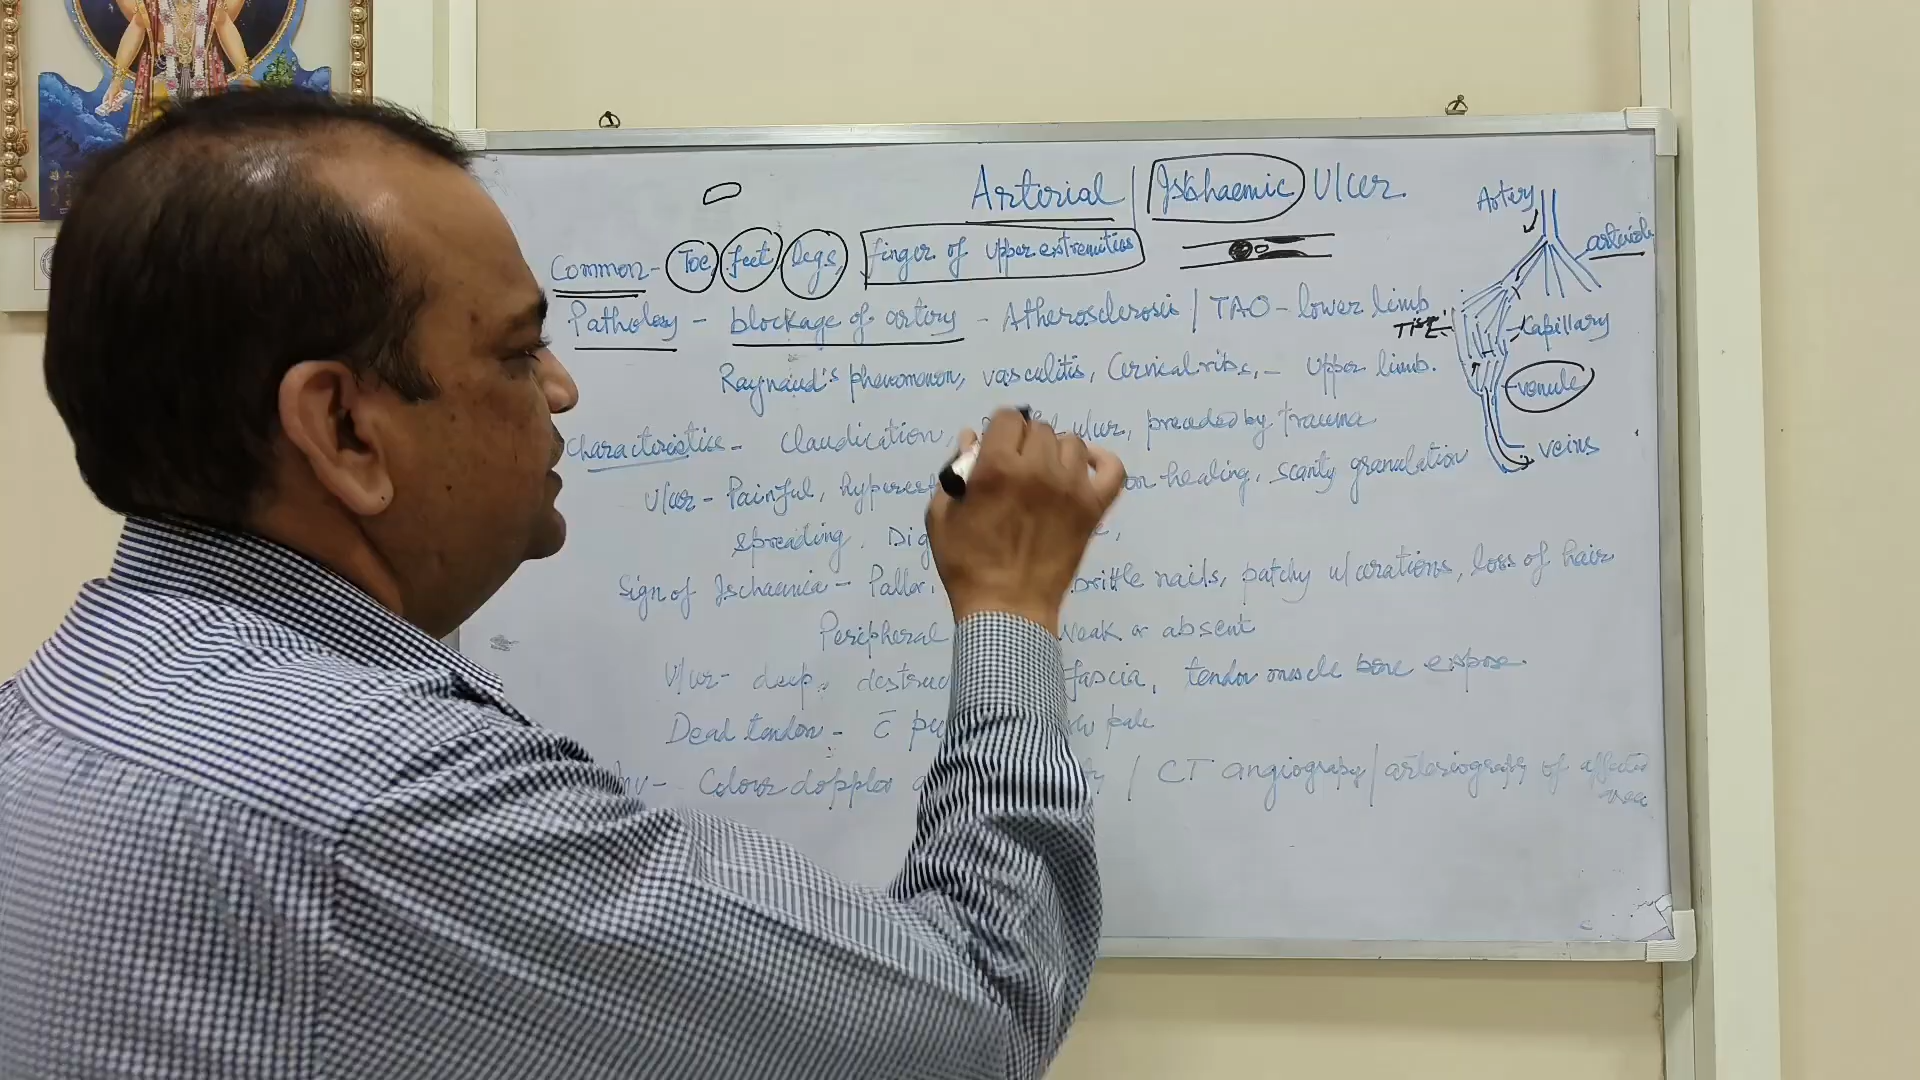 Arterial | Iskhaemic Ulcer
Common - Toe, feet, Legs, finger of upper extremities
Pathology - blockage of artery - Atherosclerosis / TAO - lower limb
Raynaud's phenomenon, vasculitis, Cervical ribs, - Upper limb.
Characteristics - Claudication, ulcer, preceded by trauma
Ulcer - Painful, healing, scanty granulation
spreading.
Sign of Ischaemia - Pallor, brittle nails, patchy ulcerations, loss of hair
Peripheral weak or absent
Ulcer - deep, fascia, tendon muscle bone expose
Dead tendon - c̄ pale
Inv - Colour doppler / CT angiography / arteriography of affected area
Artery
arteriole
Capillary
venule
veins